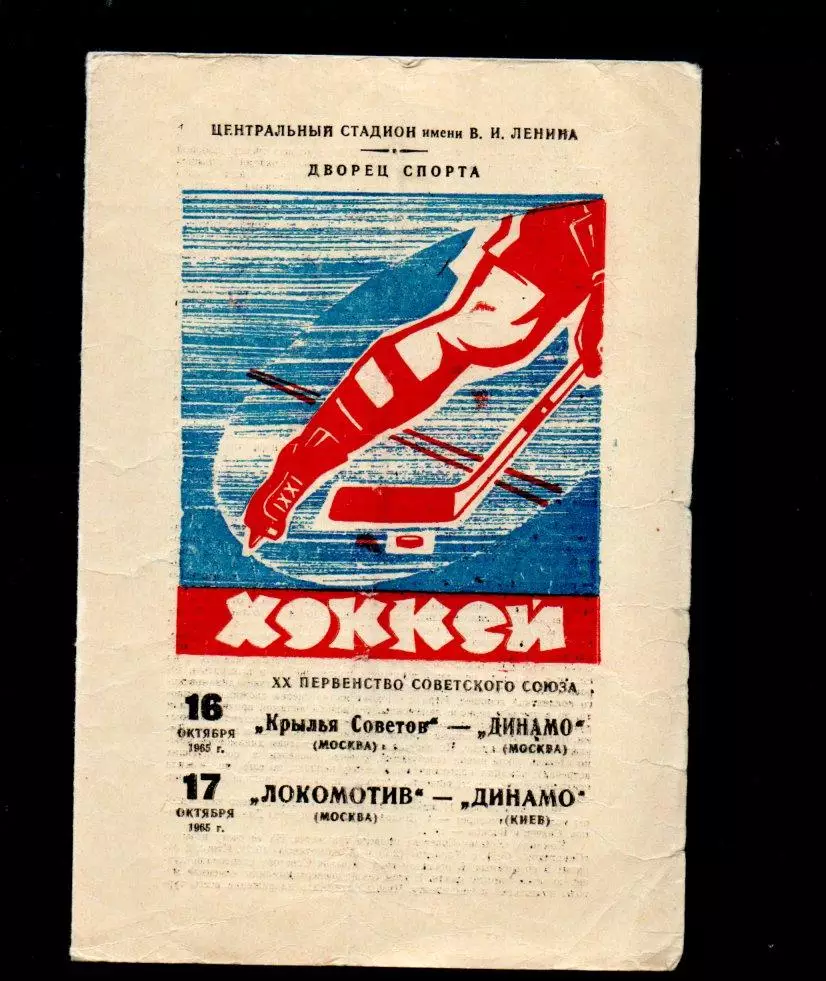 ЦЕНТРАЛЬНЫЙ СТАДИОН имени В. И. ЛЕНИНА
ДВОРЕЦ СПОРТА
ХОККЕЙ
XX ПЕРВЕНСТВО СОВЕТСКОГО СОЮЗА
16 ОКТЯБРЯ 1965 г.
„Крылья Советов“ — „ДИНАМО“
(МОСКВА) (МОСКВА)
17 ОКТЯБРЯ 1965 г.
„ЛОКОМОТИВ“ — „ДИНАМО“
(МОСКВА) (КИЕВ)